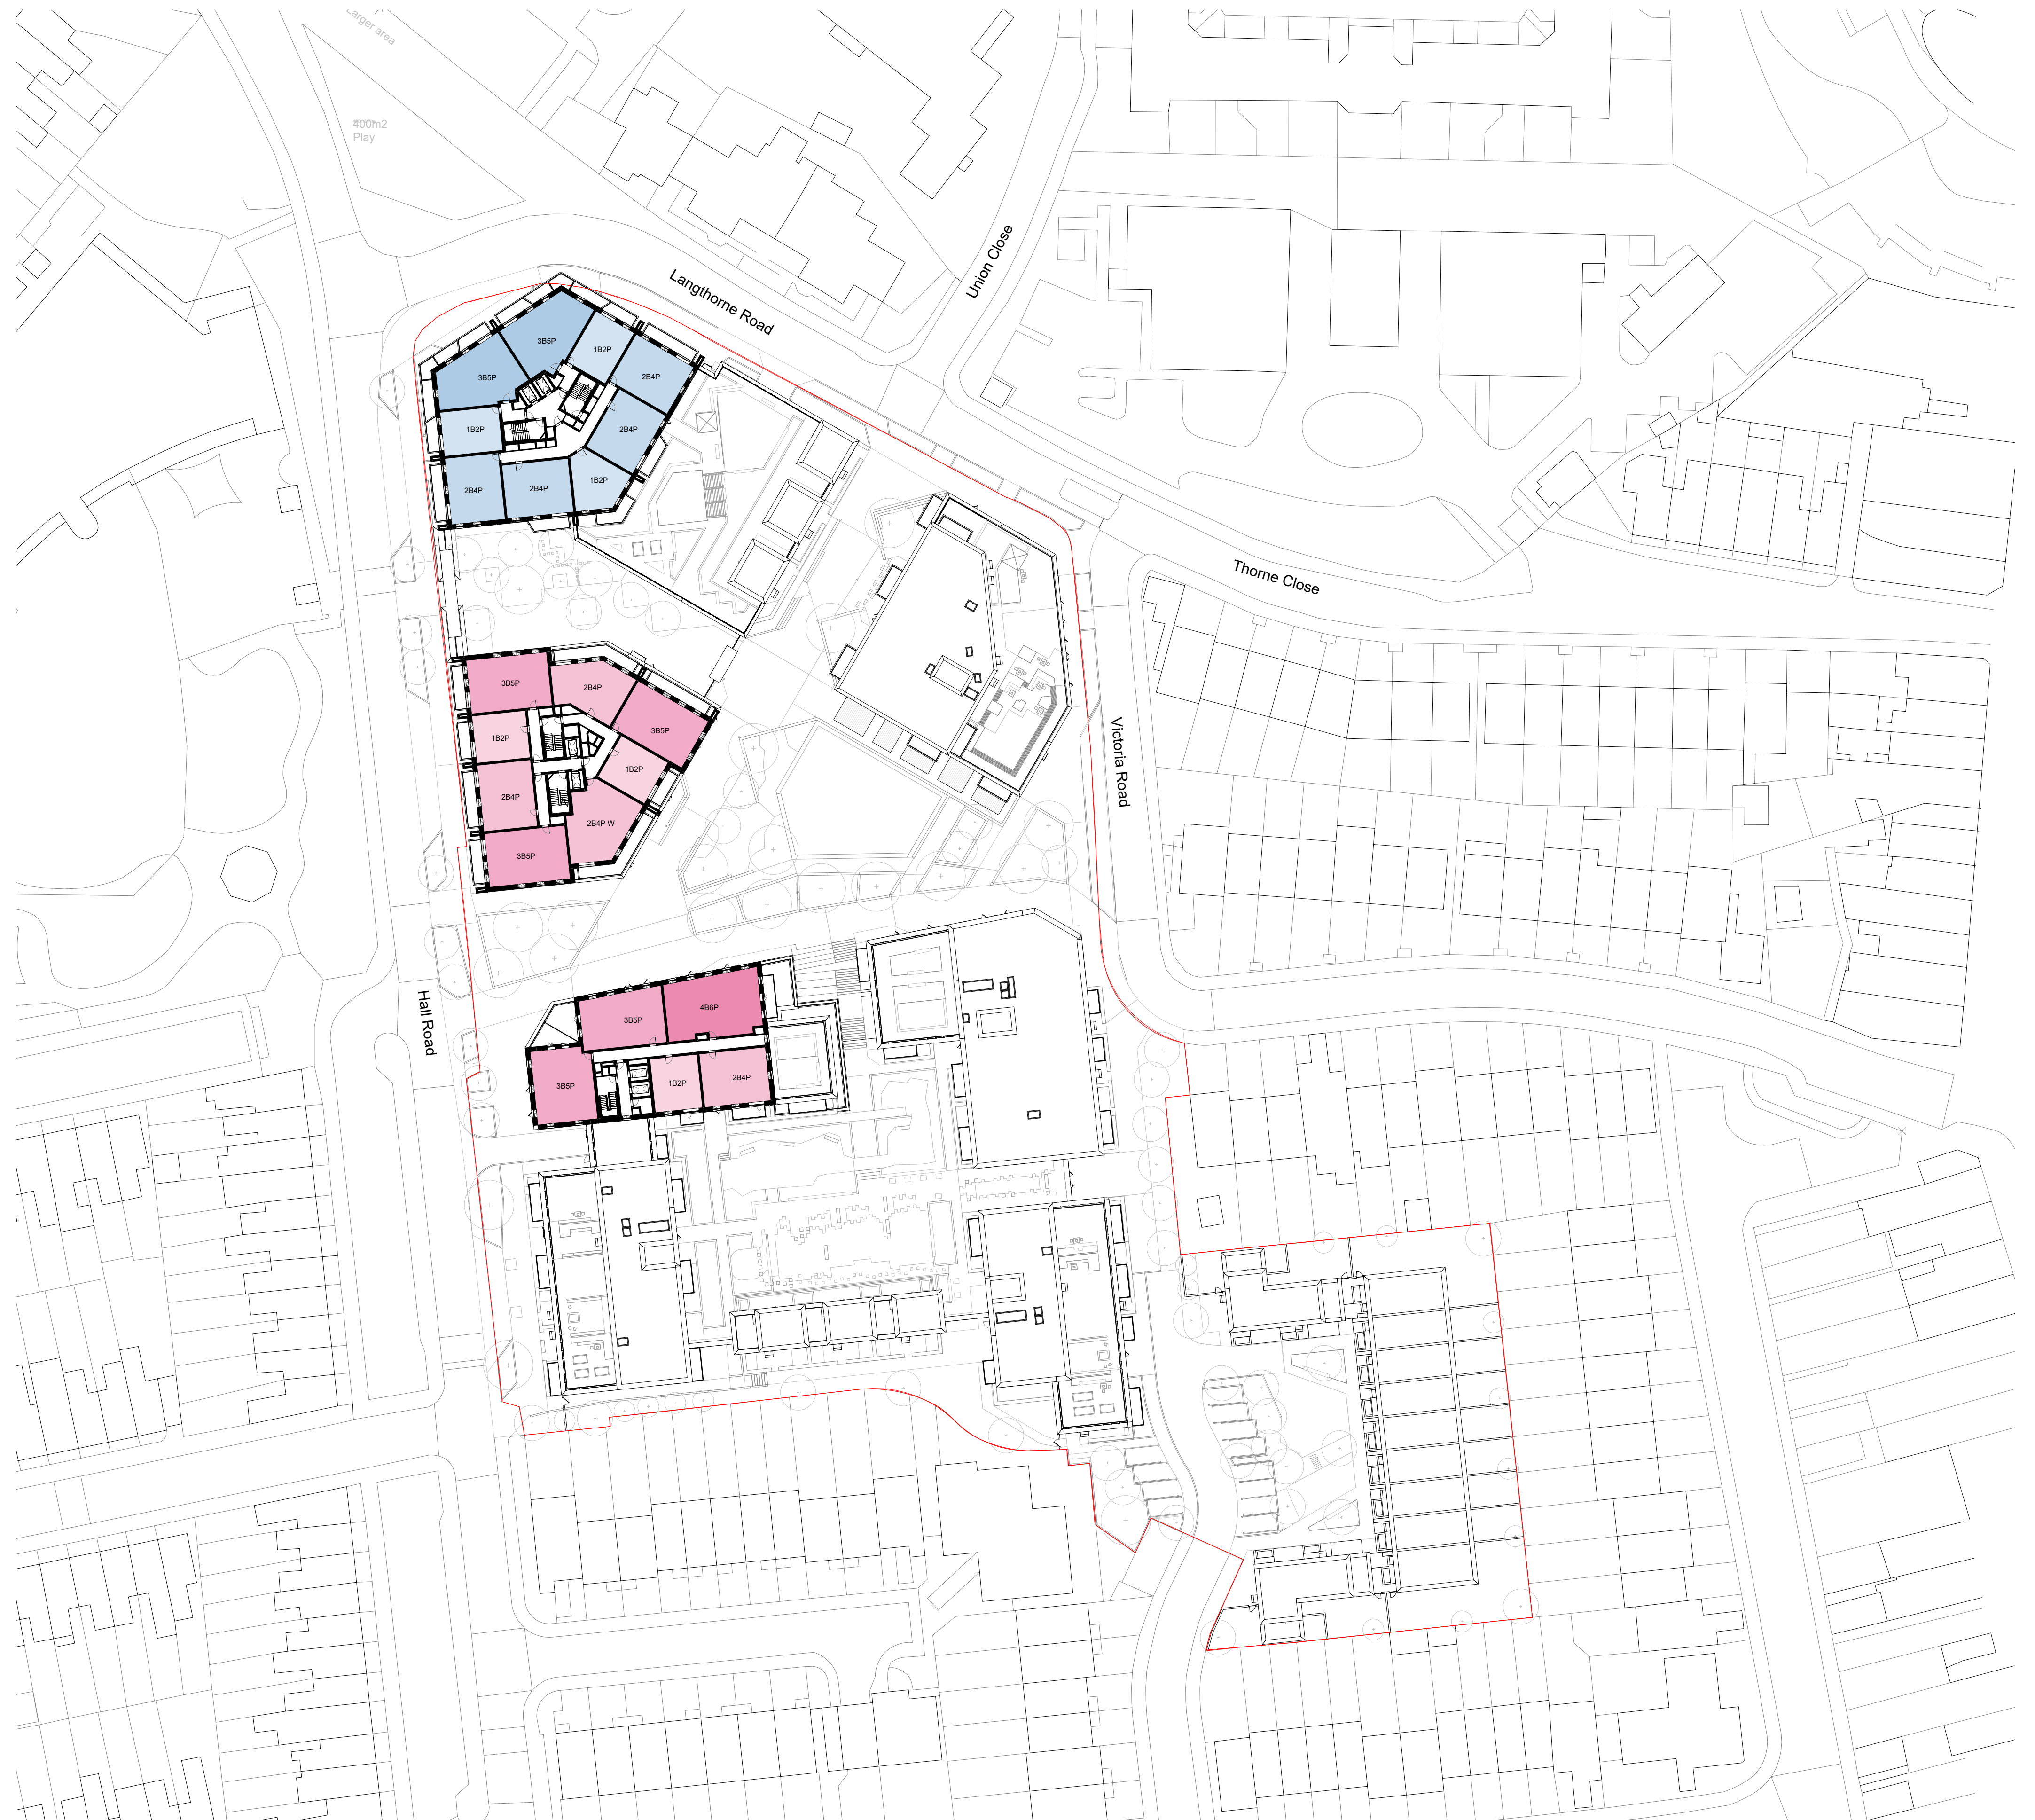 Larger area
400m2
Play
Union Close
Langthorne Road
3B5P
1B2P
3B5P
2B4P
1B2P
2B4P
2B4P
2B4P
1B2P
Thorne Close
3B5P
2B4P
3B5P
1B2P
1B2P
2B4P
2B4P W
3B5P
Victoria Road
Hall Road
4B6P
3B5P
3B5P
1B2P
2B4P